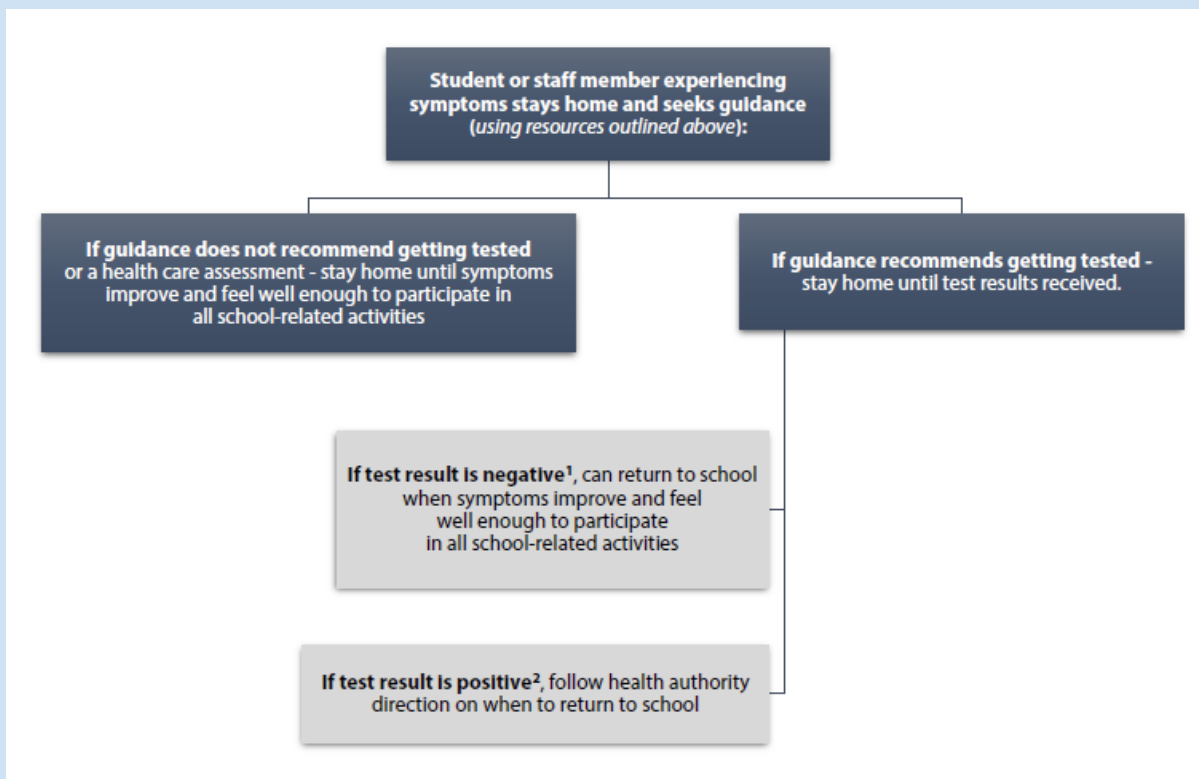 Student or staff member experiencing
symptoms stays home and seeks guidance
(using resources outlined above):
If guidance does not recommend getting tested
or a health care assessment - stay home until symptoms
improve and feel well enough to participate in
all school-related activities
If guidance recommends getting tested -
stay home until test results received.
If test result is negative¹, can return to school
when symptoms improve and feel
well enough to participate
in all school-related activities
If test result is positive², follow health authority
direction on when to return to school